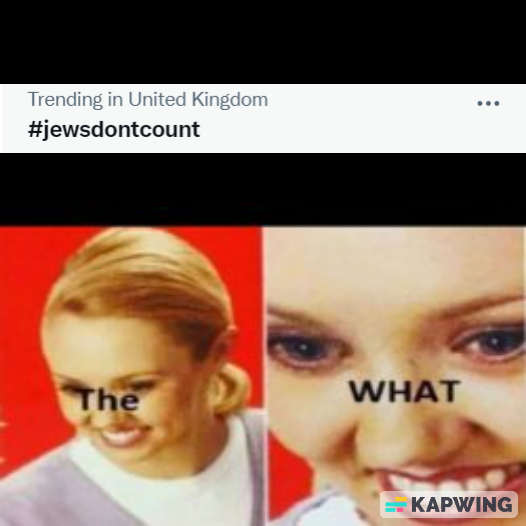 Trending in United Kingdom
#jewsdontcount
The
WHAT
KAPWING